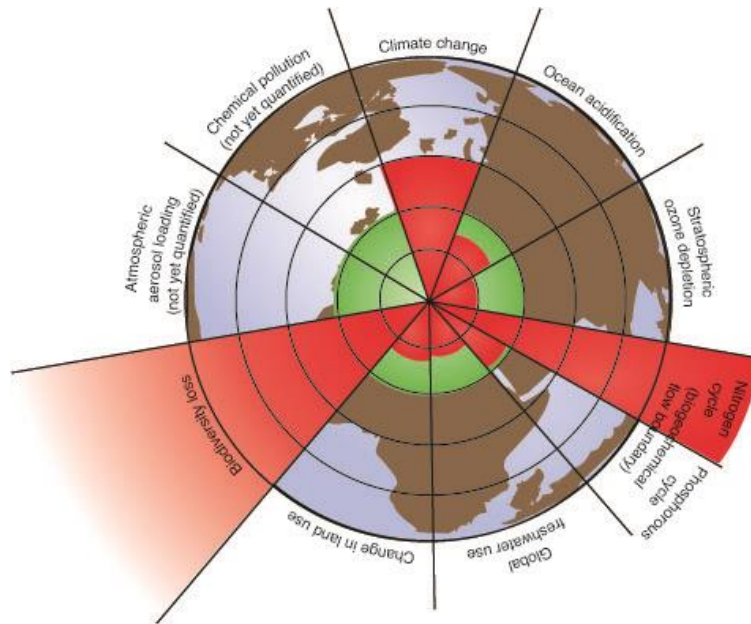 Climate change
Ocean acidification
Stratospheric
ozone depletion
Nitrogen
cycle
(biogeochemical
flow boundary)
Phosphorous
cycle
Global
freshwater use
Change in land use
Biodiversity loss
Atmospheric
aerosol loading
(not yet quantified)
Chemical pollution
(not yet quantified)